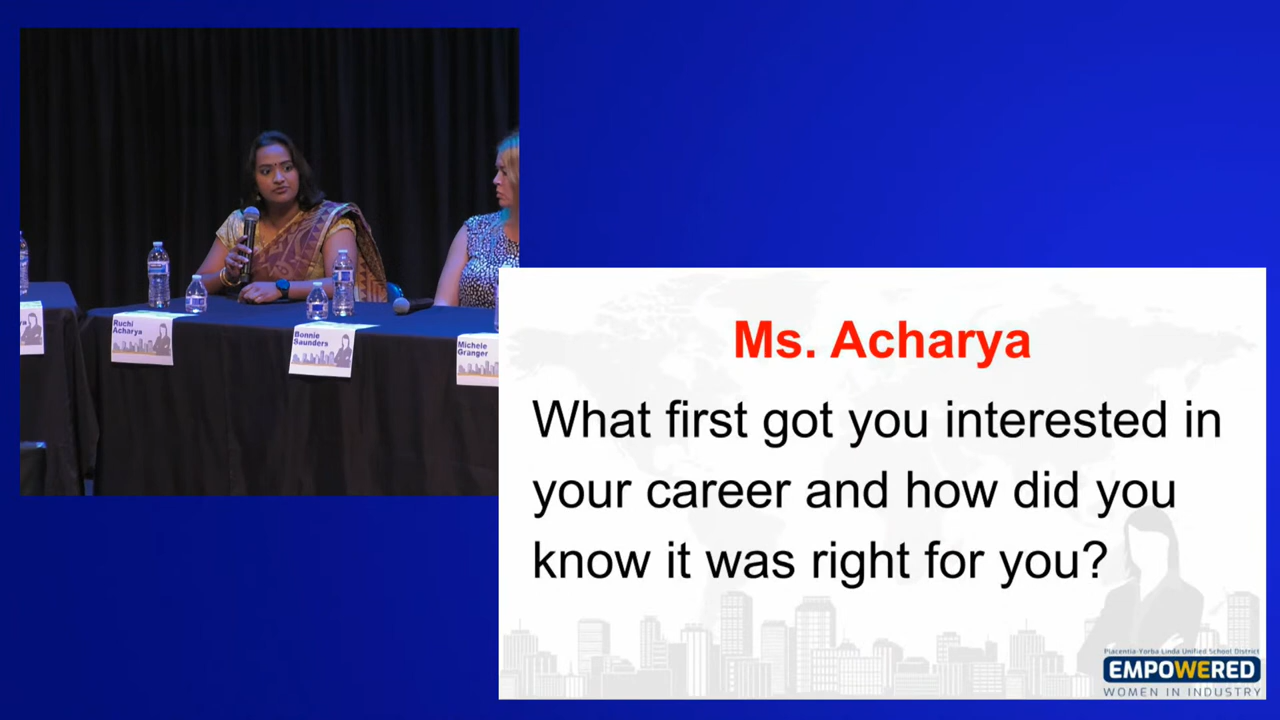 Ruchi
Acharya
Bonnie
Saunders
Michele
Granger
Ms. Acharya
What first got you interested in
your career and how did you
know it was right for you?
Placentia-Yorba Linda Unified School District
EMPOWERED
WOMEN IN INDUSTRY